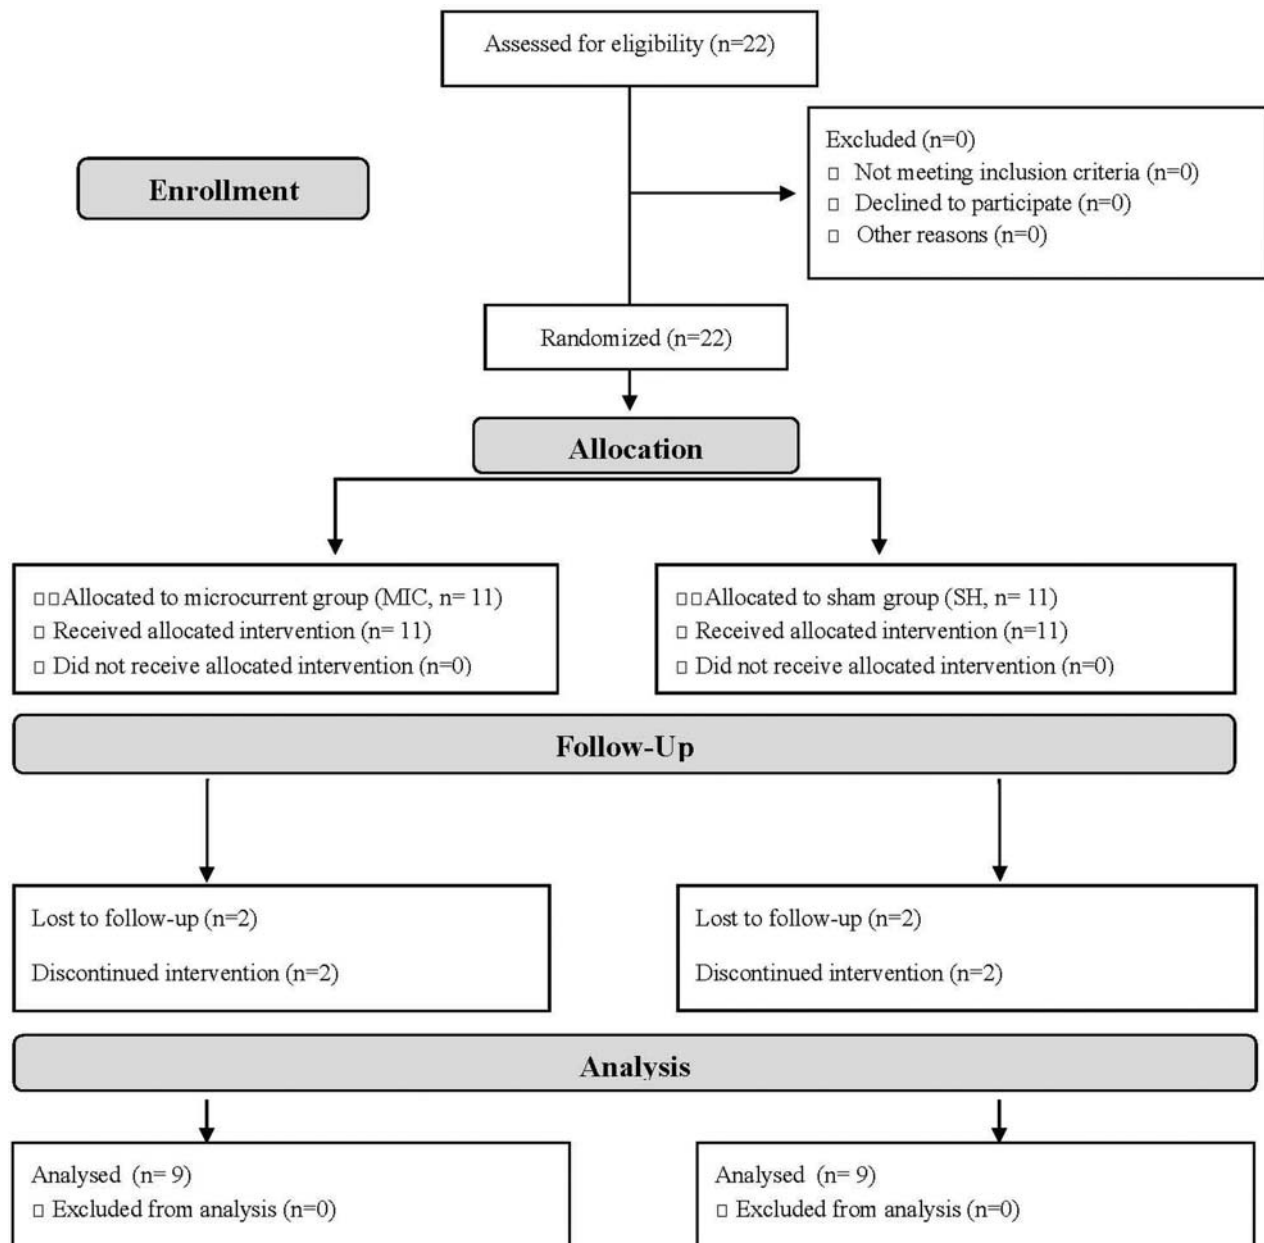 Assessed for eligibility (n=22)
Excluded (n=0)
□ Not meeting inclusion criteria (n=0)
□ Declined to participate (n=0)
□ Other reasons (n=0)
Enrollment
Randomized (n=22)
Allocation
□□Allocated to microcurrent group (MIC, n= 11)
□ Received allocated intervention (n= 11)
□ Did not receive allocated intervention (n=0)
□□Allocated to sham group (SH, n= 11)
□ Received allocated intervention (n=11)
□ Did not receive allocated intervention (n=0)
Follow-Up
Lost to follow-up (n=2)
Discontinued intervention (n=2)
Lost to follow-up (n=2)
Discontinued intervention (n=2)
Analysis
Analysed (n= 9)
□ Excluded from analysis (n=0)
Analysed (n= 9)
□ Excluded from analysis (n=0)